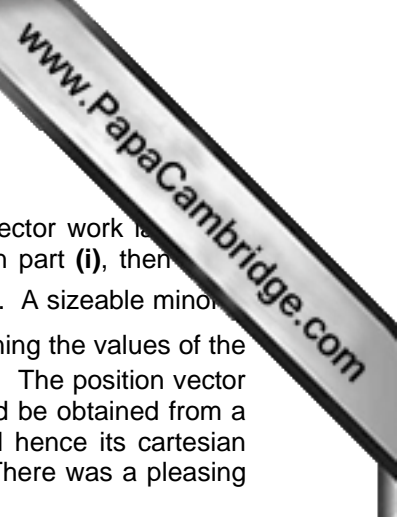 www.PapaCambridge.com
ector work
n part (i), then
. A sizeable minor
ning the values of the
The position vector
d be obtained from a
d hence its cartesian
There was a pleasing